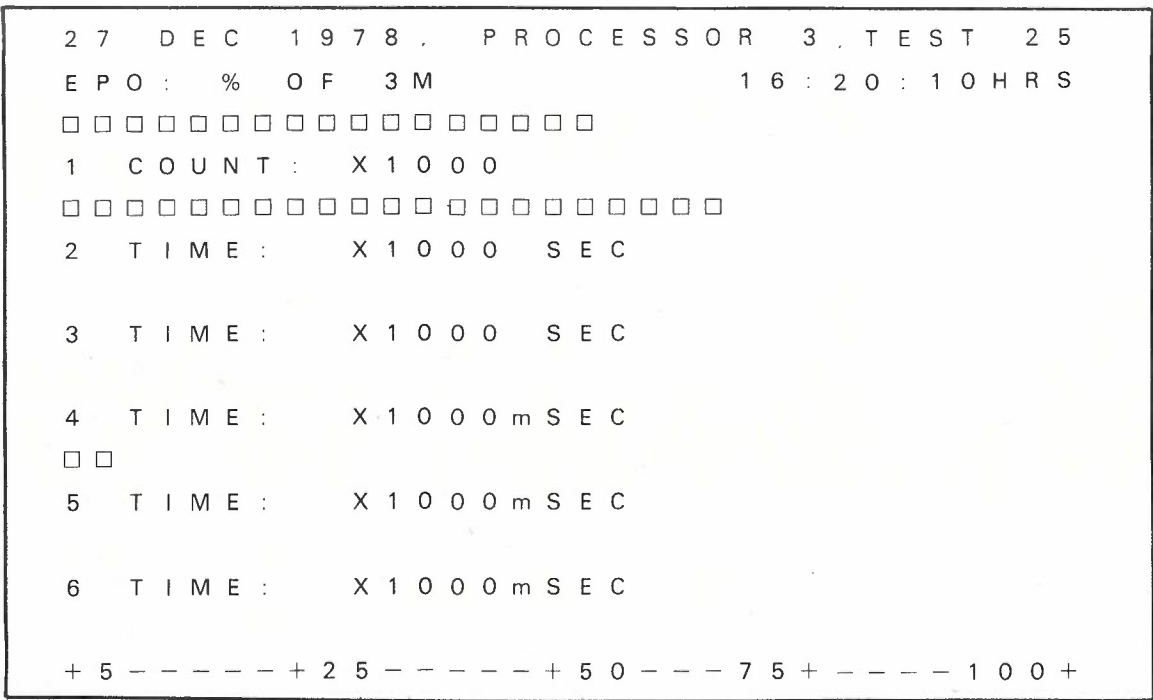 27 DEC 1978. PROCESSOR 3.TEST 25
EPO: % OF 3M 16:20:10HRS
□□□□□□□□□□□□□□□□□
1 COUNT: X1000
□□□□□□□□□□□□□□□□□□□□□
2 TIME: X1000 SEC
3 TIME: X1000 SEC
4 TIME: X1000mSEC
□□
5 TIME: X1000mSEC
6 TIME: X1000mSEC
+5-----+25-----+50---75+----100+